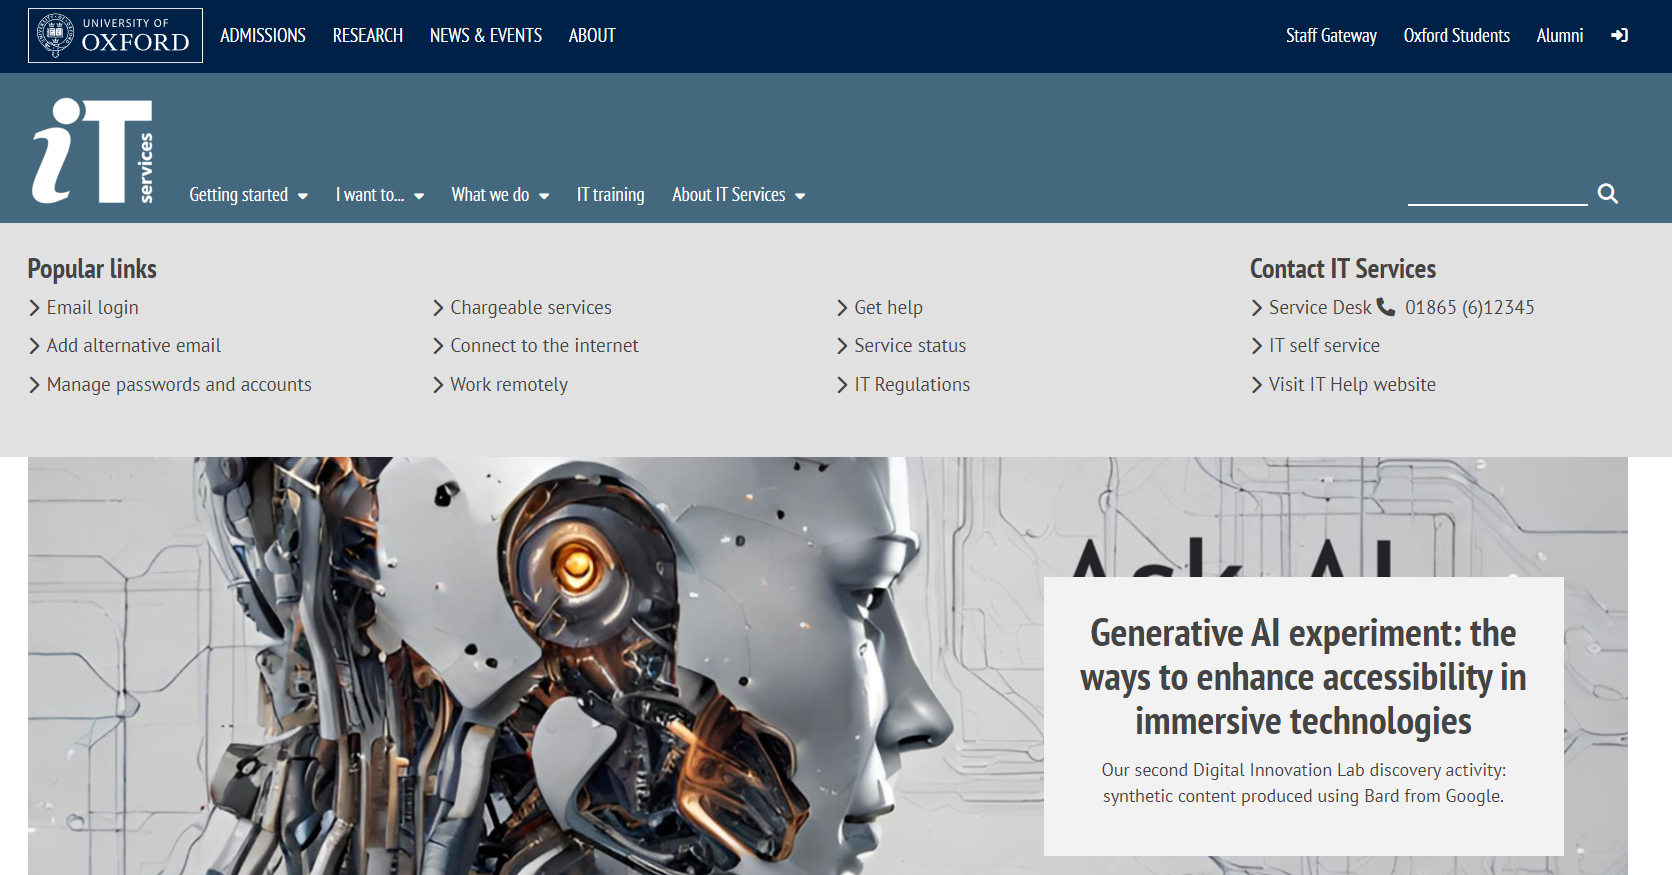 UNIVERSITY OF
OXFORD
ADMISSIONS RESEARCH NEWS & EVENTS ABOUT
Staff Gateway Oxford Students Alumni
iT services
Getting started I want to... What we do IT training About IT Services
Popular links
Email login
Add alternative email
Manage passwords and accounts
Chargeable services
Connect to the internet
Work remotely
Get help
Service status
IT Regulations
Contact IT Services
Service Desk 01865 (6)12345
IT self service
Visit IT Help website
Ask AI
Generative AI experiment: the
ways to enhance accessibility in
immersive technologies
Our second Digital Innovation Lab discovery activity:
synthetic content produced using Bard from Google.